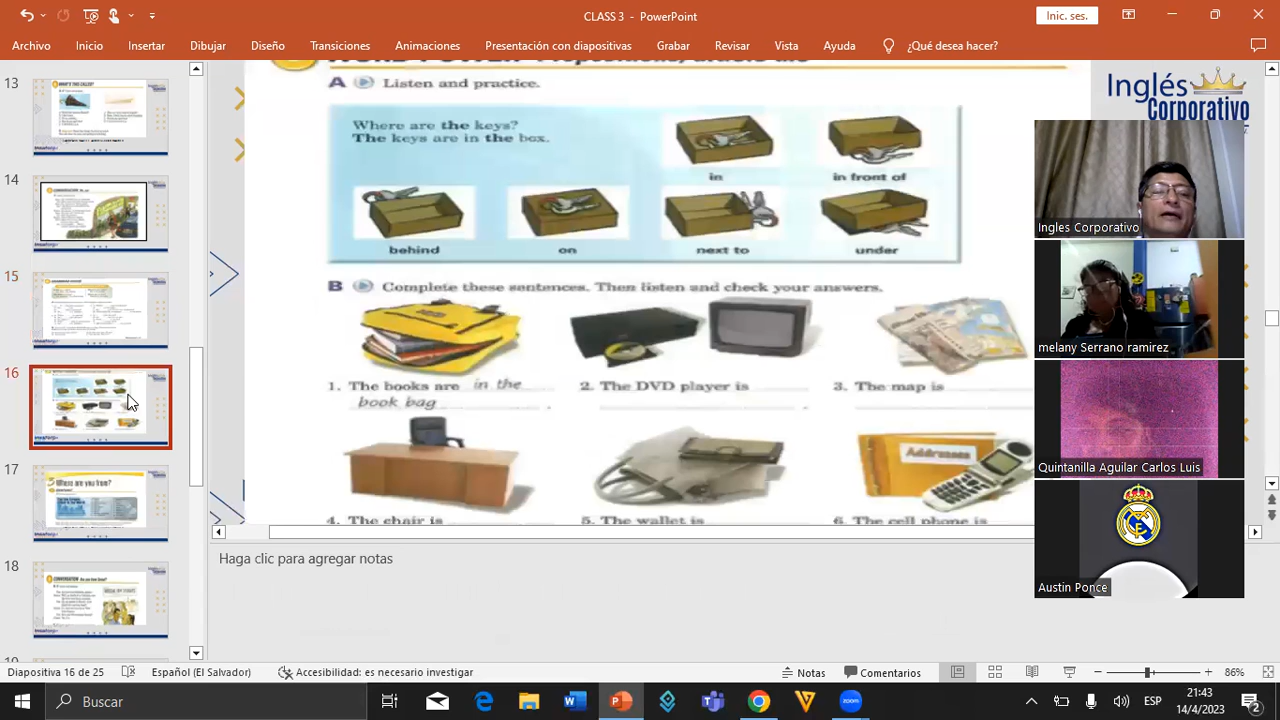 CLASS 3 - PowerPoint
Inic. ses.
Archivo Inicio Insertar Dibujar Diseño Transiciones Animaciones Presentación con diapositivas Grabar Revisar Vista Ayuda ¿Qué desea hacer?
13
14
15
16
17
18
A Listen and practice.
Where are the keys?
The keys are in the box.
in
in front of
behind
on
next to
under
B Complete these sentences. Then listen and check your answers.
1. The books are in the
book bag
2. The DVD player is
3. The map is
Addresses
4. The chair is
5. The wallet is
6. The cell phone is
Inglés
Corporativo
Ingles Corporativo
melany Serrano ramirez
Quintanilla Aguilar Carlos Luis
Austin Ponce
Haga clic para agregar notas
Diapositiva 16 de 25 Español (El Salvador) Accesibilidad: es necesario investigar Notas Comentarios 86%
Buscar
ESP
21:43
14/4/2023
2